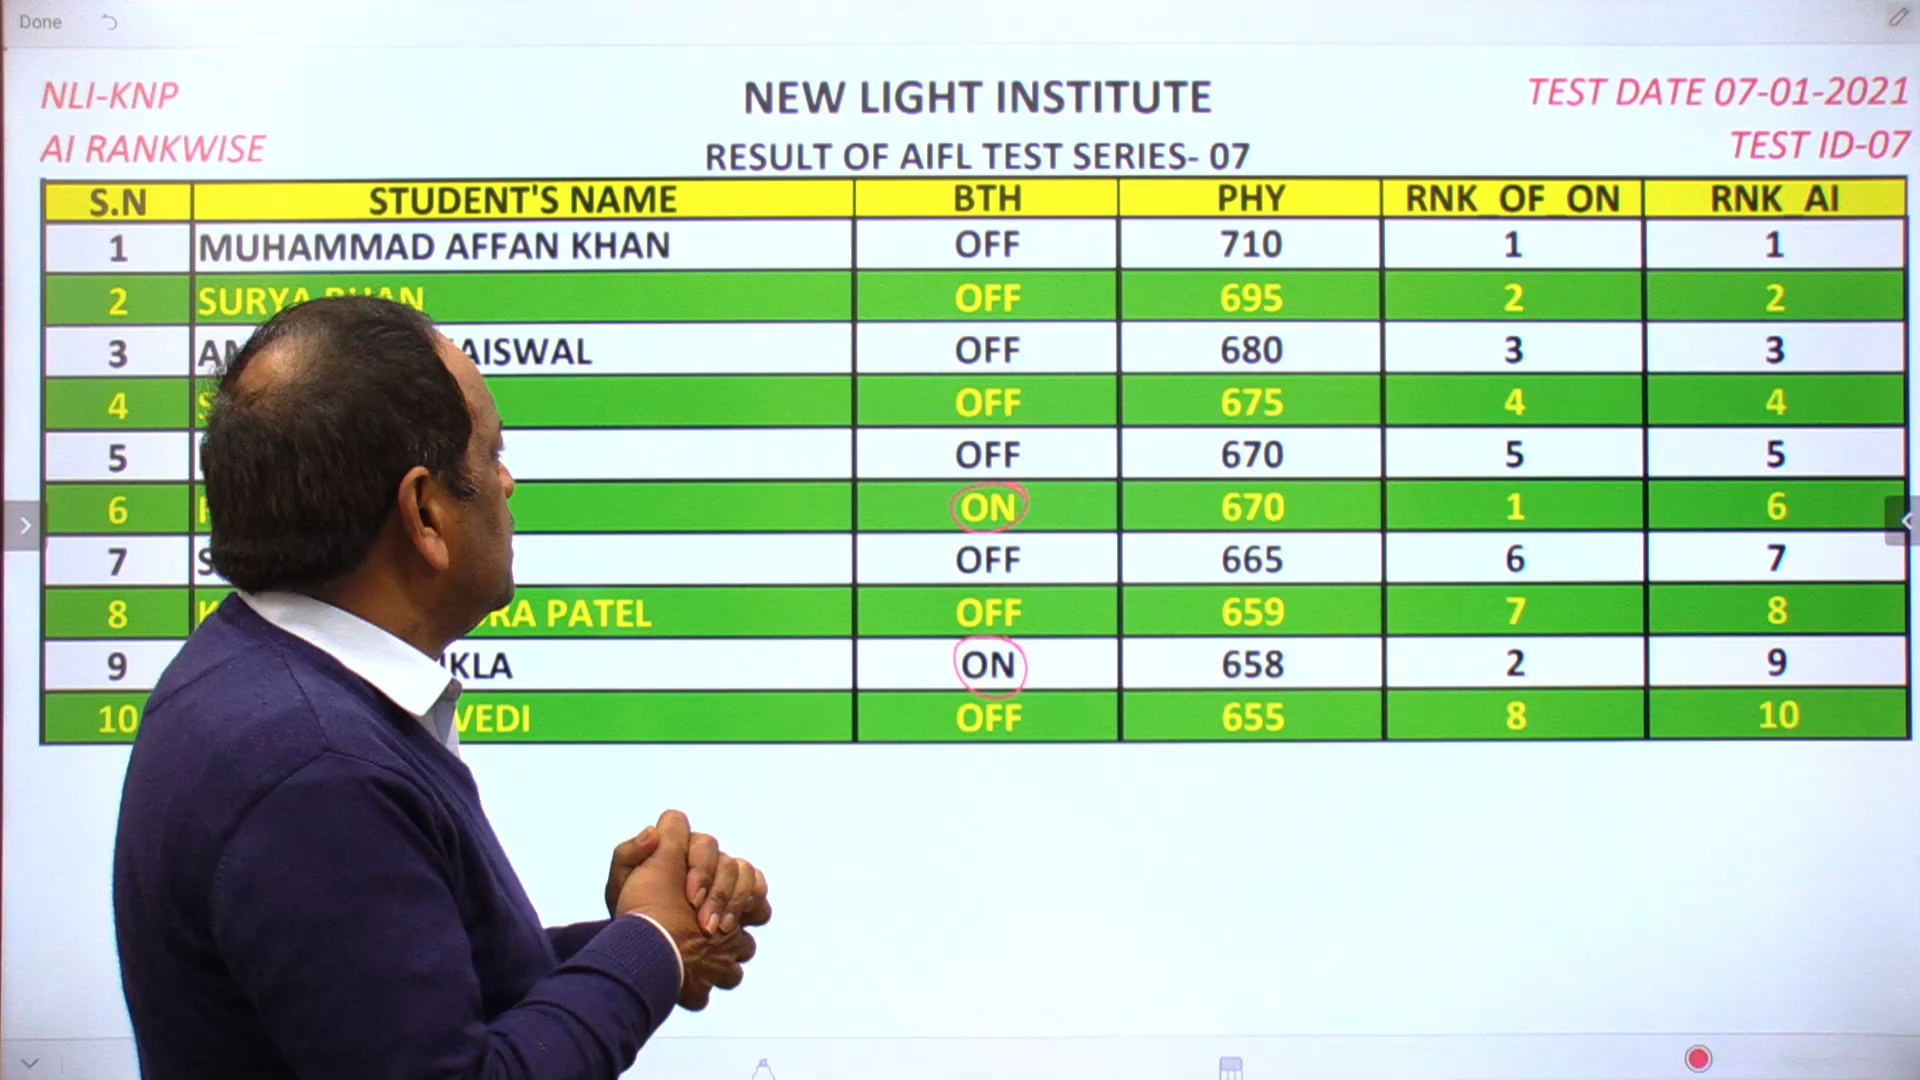 Done
NLI-KNP
NEW LIGHT INSTITUTE
TEST DATE 07-01-2021
AI RANKWISE
RESULT OF AIFL TEST SERIES- 07
TEST ID-07
S.N STUDENT'S NAME BTH PHY RNK_OF_ON RNK_AI
1 MUHAMMAD AFFAN KHAN OFF 710 1 1
2 SURYA BHAN OFF 695 2 2
3 OFF 680 3 3
4 OFF 675 4 4
5 OFF 670 5 5
6 ON 670 1 6
7 OFF 665 6 7
8 PATEL OFF 659 7 8
9 ON 658 2 9
10 OFF 655 8 10